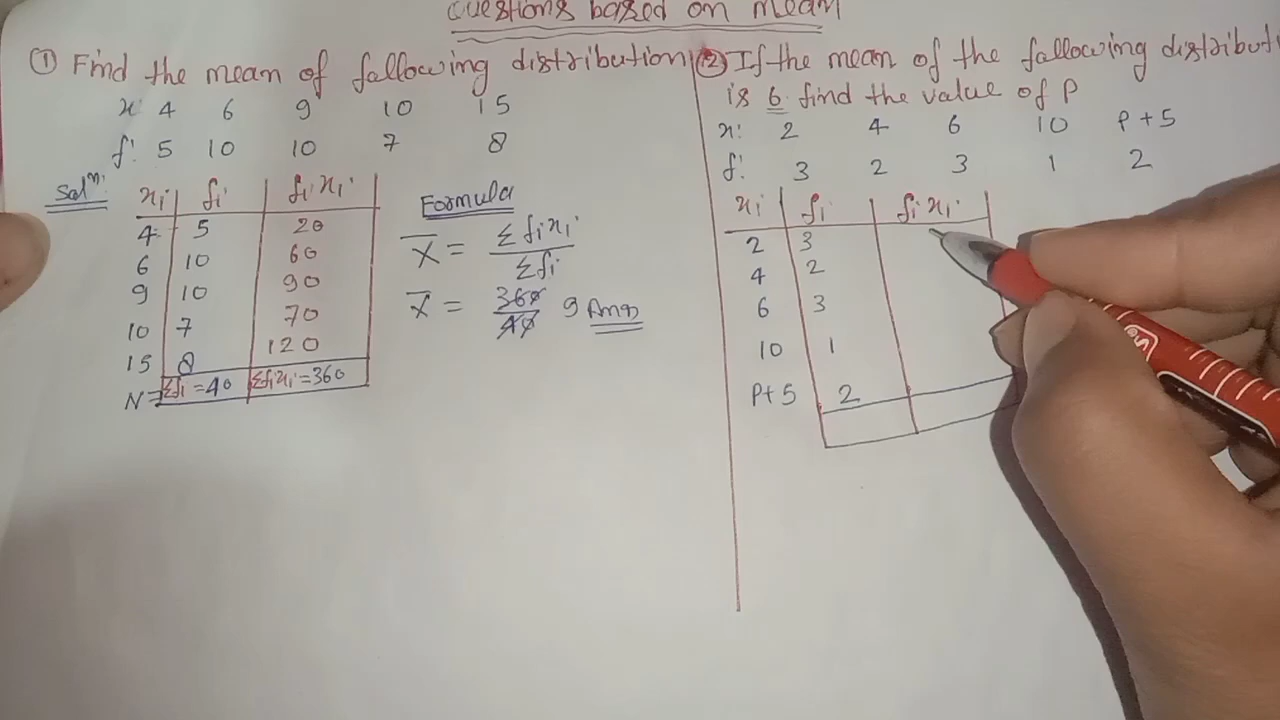 Questions based on Mean
① Find the mean of following distribution
x: 4 6 9 10 15
f: 5 10 10 7 8
Solⁿ:
xi fi fixi
4 5 20
6 10 60
9 10 90
10 7 70
15 8 120
N = Σfi = 40 Σfixi = 360
Formula
X̅ = Σfixi / Σfi
X̅ = 360 / 40 9 Ans
② If the mean of the following distributi
is 6 find the value of P
x: 2 4 6 10 P+5
f: 3 2 3 1 2
xi fi fixi
2 3
4 2
6 3
10 1
P+5 2